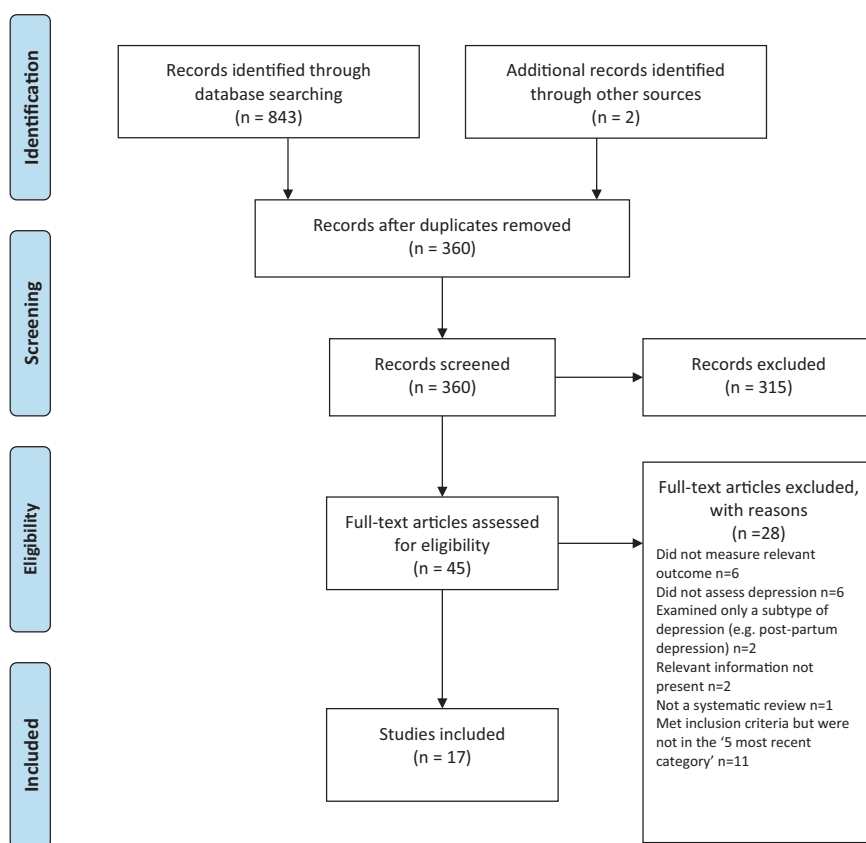 Identification
Records identified through
database searching
(n = 843)
Additional records identified
through other sources
(n = 2)
Records after duplicates removed
(n = 360)
Screening
Records screened
(n = 360)
Records excluded
(n = 315)
Eligibility
Full-text articles assessed
for eligibility
(n = 45)
Full-text articles excluded,
with reasons
(n =28)
Did not measure relevant
outcome n=6
Did not assess depression n=6
Examined only a subtype of
depression (e.g. post-partum
depression) n=2
Relevant information not
present n=2
Not a systematic review n=1
Met inclusion criteria but were
not in the ‘5 most recent
category’ n=11
Included
Studies included
(n = 17)